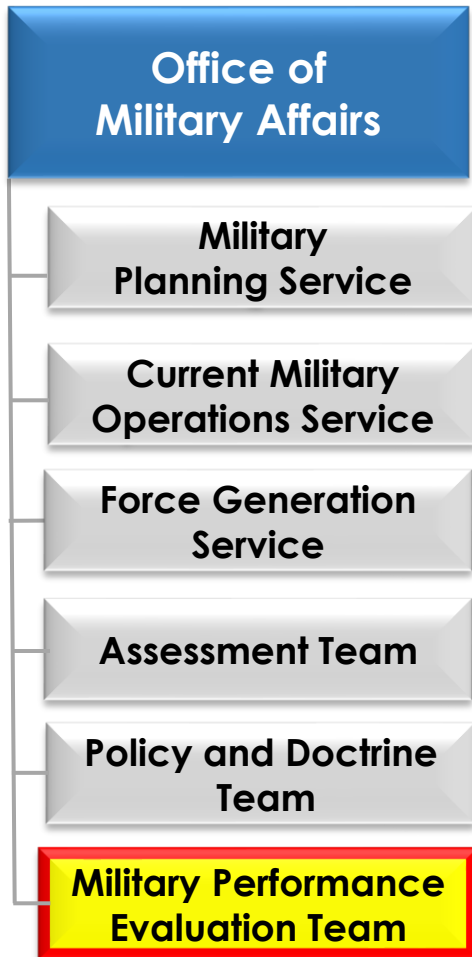 Office of
Military Affairs
Military
Planning Service
Current Military
Operations Service
Force Generation
Service
Assessment Team
Policy and Doctrine
Team
Military Performance
Evaluation Team